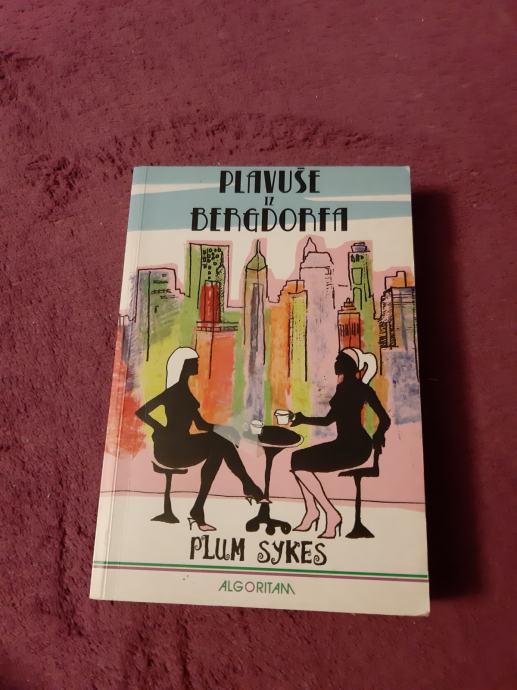 PLAVUŠE
IZ
BERGDORFA
PLUM SYKES
ALGORITAM